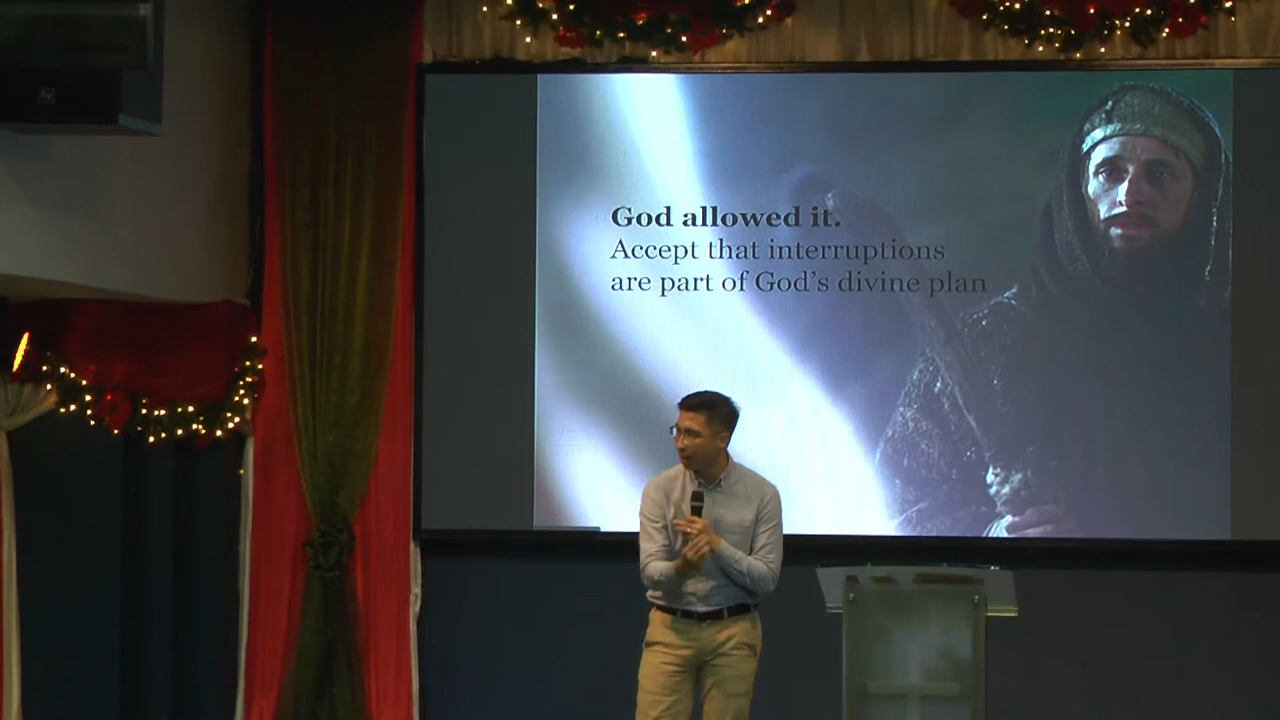 God allowed it.
Accept that interruptions
are part of God's divine plan